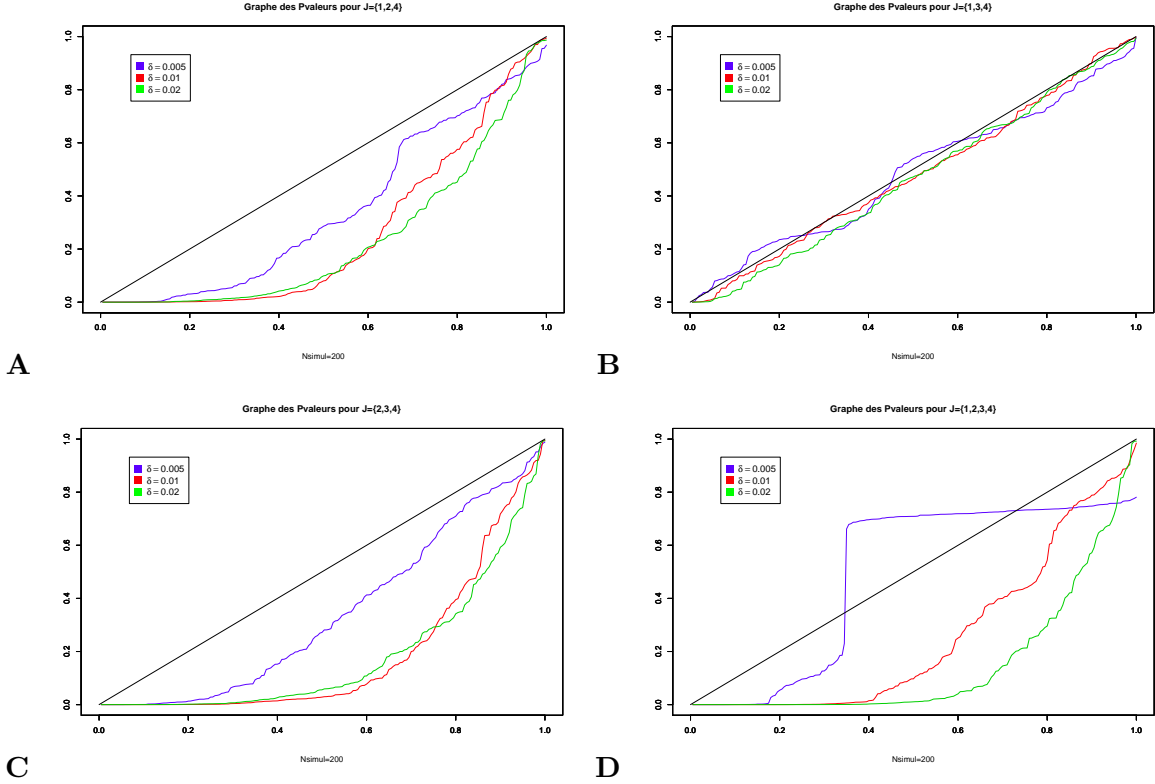 Graphe des Pvaleurs pour J={1,2,4}
1.0
0.8
0.6
0.4
0.2
0.0
δ = 0.005
δ = 0.01
δ = 0.02
0.0 0.2 0.4 0.6 0.8 1.0
Nsimul=200
A
Graphe des Pvaleurs pour J={1,3,4}
1.0
0.8
0.6
0.4
0.2
0.0
δ = 0.005
δ = 0.01
δ = 0.02
0.0 0.2 0.4 0.6 0.8 1.0
Nsimul=200
B
Graphe des Pvaleurs pour J={2,3,4}
1.0
0.8
0.6
0.4
0.2
0.0
δ = 0.005
δ = 0.01
δ = 0.02
0.0 0.2 0.4 0.6 0.8 1.0
Nsimul=200
C
Graphe des Pvaleurs pour J={1,2,3,4}
1.0
0.8
0.6
0.4
0.2
0.0
δ = 0.005
δ = 0.01
δ = 0.02
0.0 0.2 0.4 0.6 0.8 1.0
Nsimul=200
D